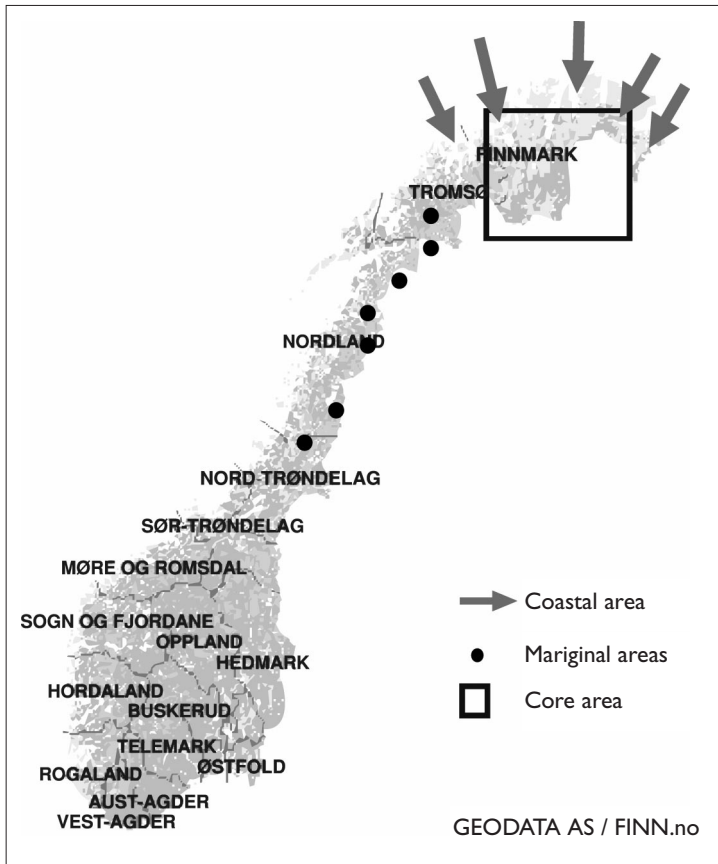 FINNMARK
TROMSØ
NORDLAND
NORD TRØNDELAG
SØR-TRØNDELAG
MØRE OG ROMSDAL
SOGN OG FJORDANE
OPPLAND
HEDMARK
HORDALAND
BUSKERUD
TELEMARK
ØSTFOLD
ROGALAND
AUST-AGDER
VEST-AGDER
Coastal area
Mariginal areas
Core area
GEODATA AS / FINN.no